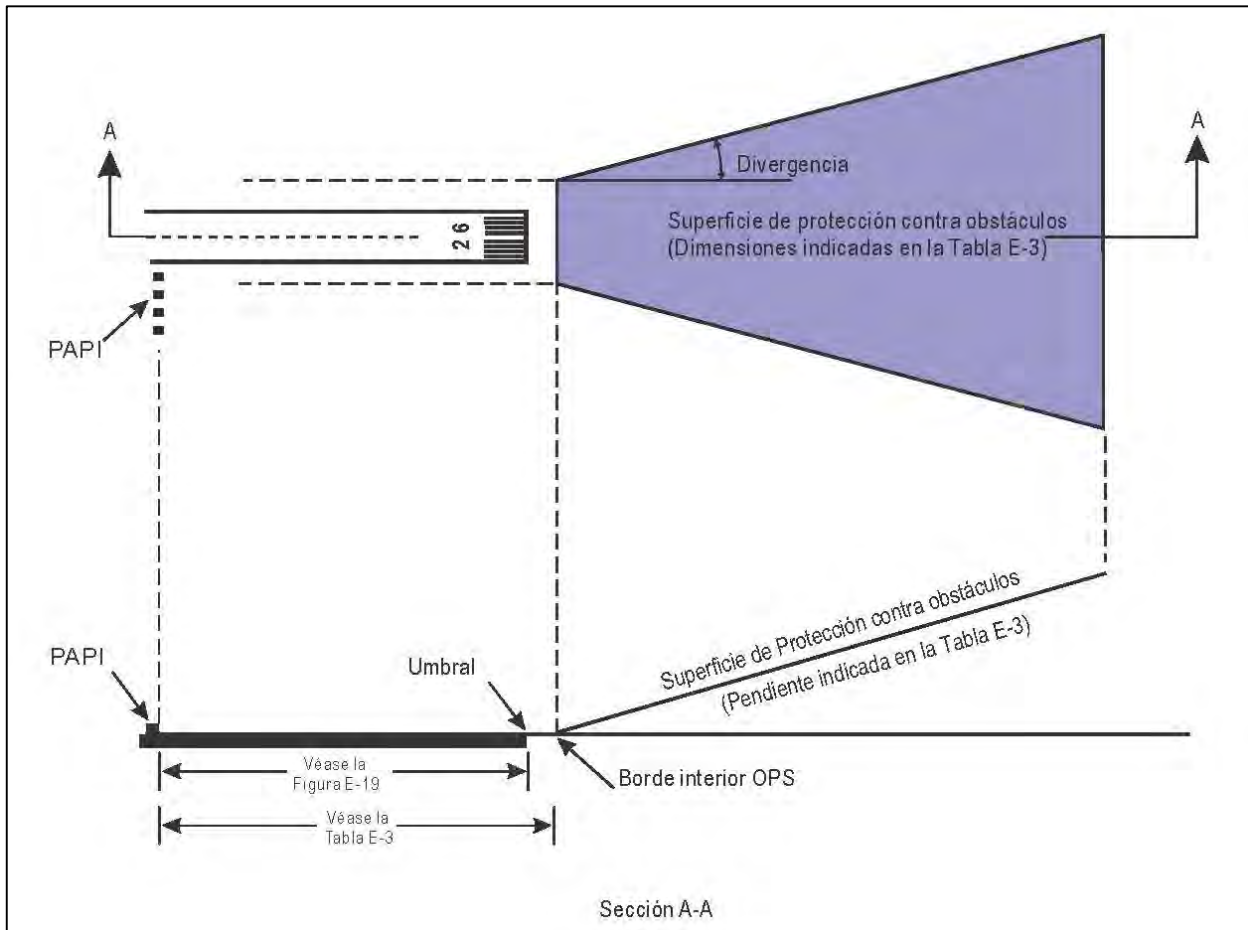 A
A
Divergencia
Superficie de protección contra obstáculos
(Dimensiones indicadas en la Tabla E-3)
26
PAPI
Superficie de Protección contra obstáculos
(Pendiente indicada en la Tabla E-3)
PAPI
Umbral
Véase la
Figura E-19
Borde interior OPS
Véase la
Tabla E-3
Sección A-A